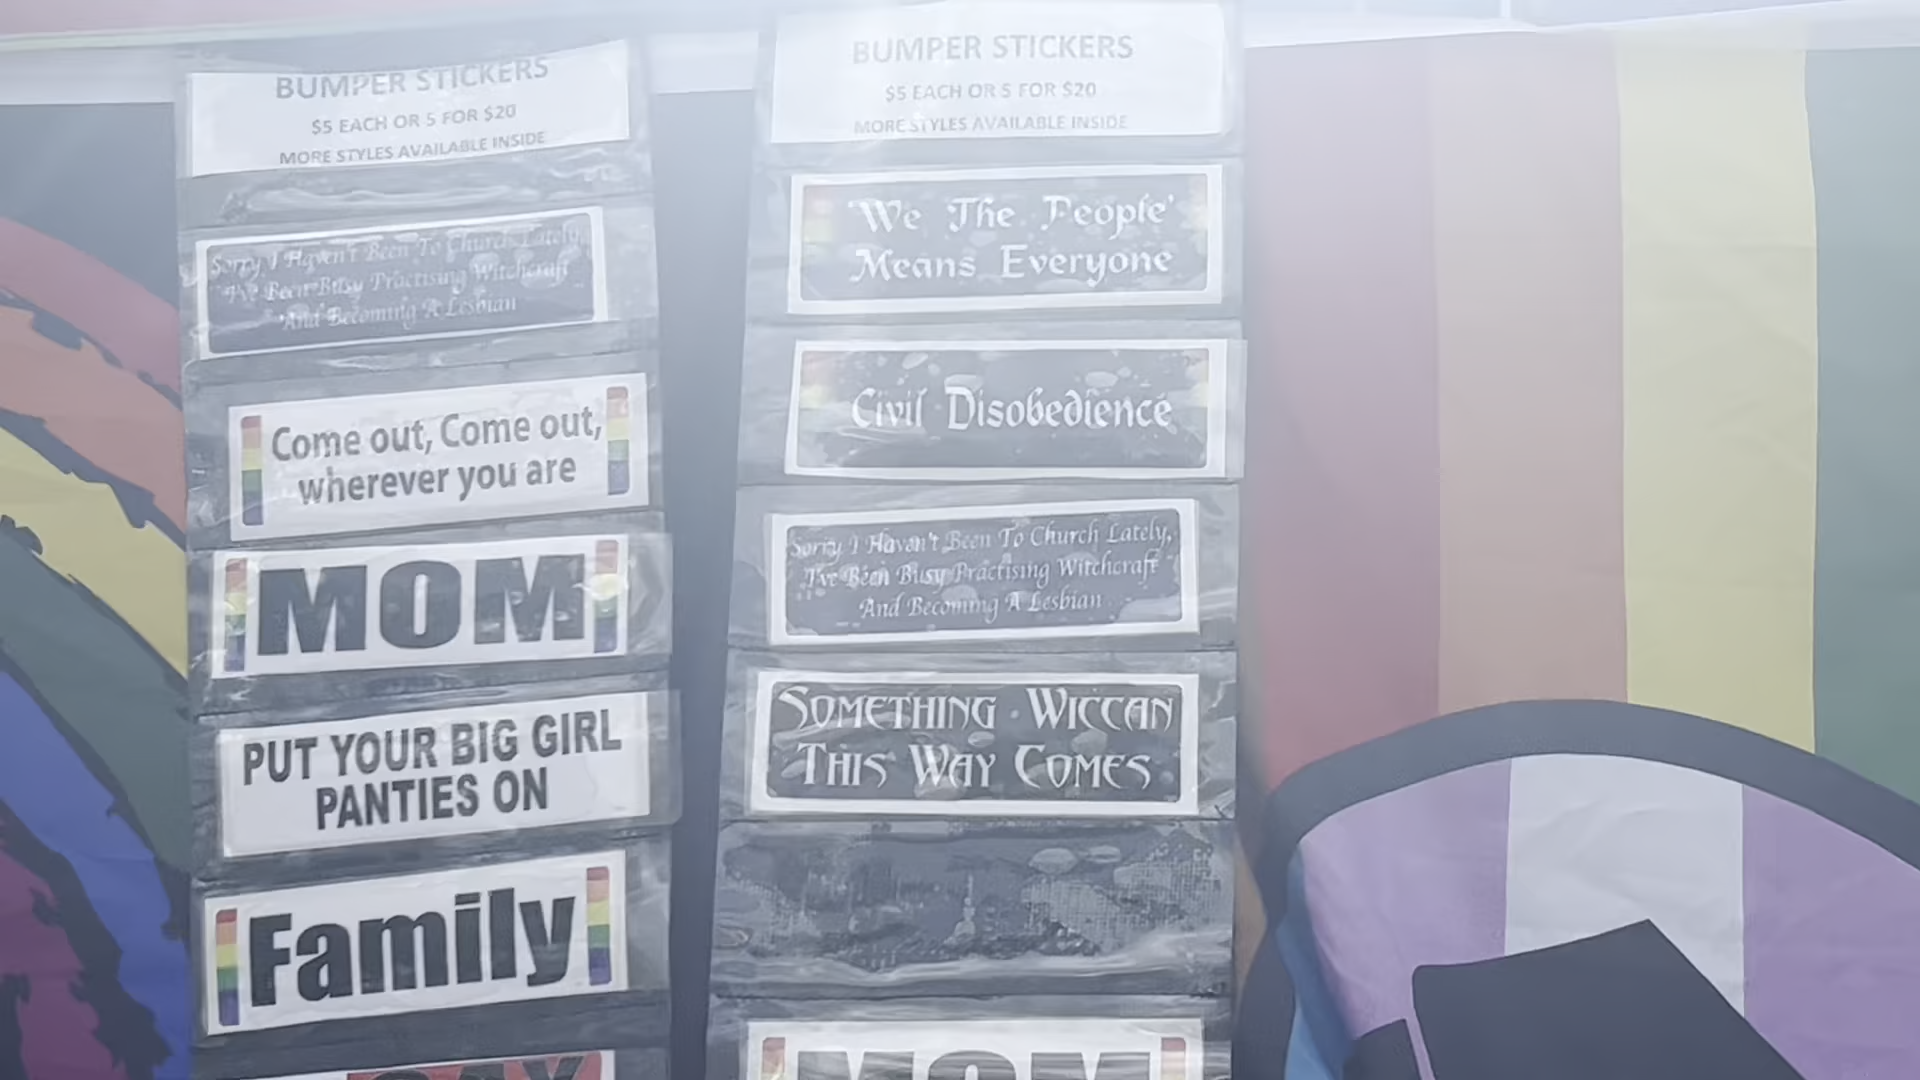 BUMPER STICKERS
$5 EACH OR 5 FOR $20
MORE STYLES AVAILABLE INSIDE
Sorry I Haven't Been To Church Lately,
I've Been Busy Practising Witchcraft
And Becoming A Lesbian
Come out, Come out,
wherever you are
MOM
PUT YOUR BIG GIRL
PANTIES ON
Family
BUMPER STICKERS
$5 EACH OR 5 FOR $20
MORE STYLES AVAILABLE INSIDE
'We The People'
Means Everyone
Civil Disobedience
Sorry I Haven't Been To Church Lately,
I've Been Busy Practising Witchcraft
And Becoming A Lesbian
SOMETHING WICCAN
THIS WAY COMES
MOM